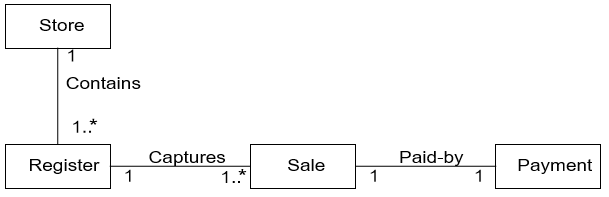 Store
1
Contains
1..*
Register
Captures
1
1..*
Sale
Paid-by
1
1
Payment